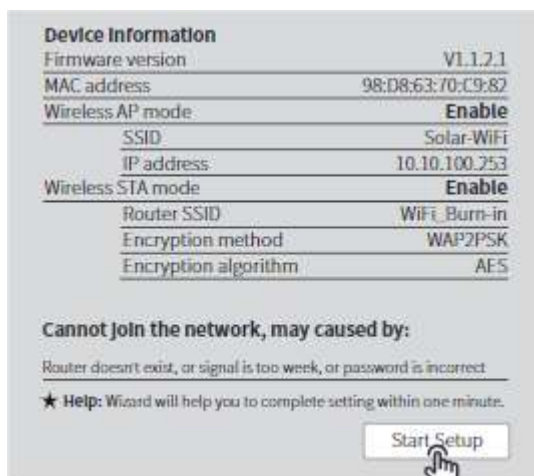 Device Information
Firmware version V1.1.2.1
MAC address 98:D8:63:70:C9:82
Wireless AP mode Enable
SSID Solar-WiFi
IP address 10.10.100.253
Wireless STA mode Enable
Router SSID WiFi_Burn-in
Encryption method WAP2PSK
Encryption algorithm AES
Cannot join the network, may caused by:
Router doesn't exist, or signal is too week, or password is incorrect
★ Help: Wizard will help you to complete setting within one minute.
Start Setup